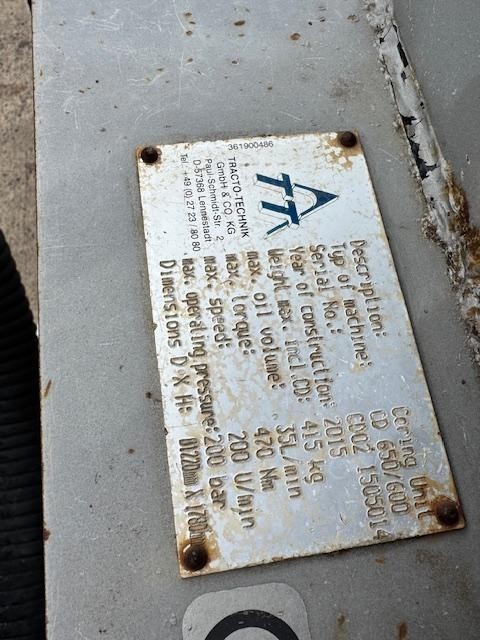 361900486
TT
TRACTO-TECHNIK
GmbH & CO. KG
Paul-Schmidt-Str. 2
D-57368 Lennestadt
Tel.: +49 (0) 27 23 / 80 80
Description: Coring Unit
Typ of machine: CD 650/600
Serial No.: CD02 1505014
Year of construction: 2015
Weight max. incl.CD: 415 kg
max. oil volume: 35L/min
max. torque: 470 Nm
max. speed: 200 U/min
max. operating pressure: 200 bar
Dimensions D X H: